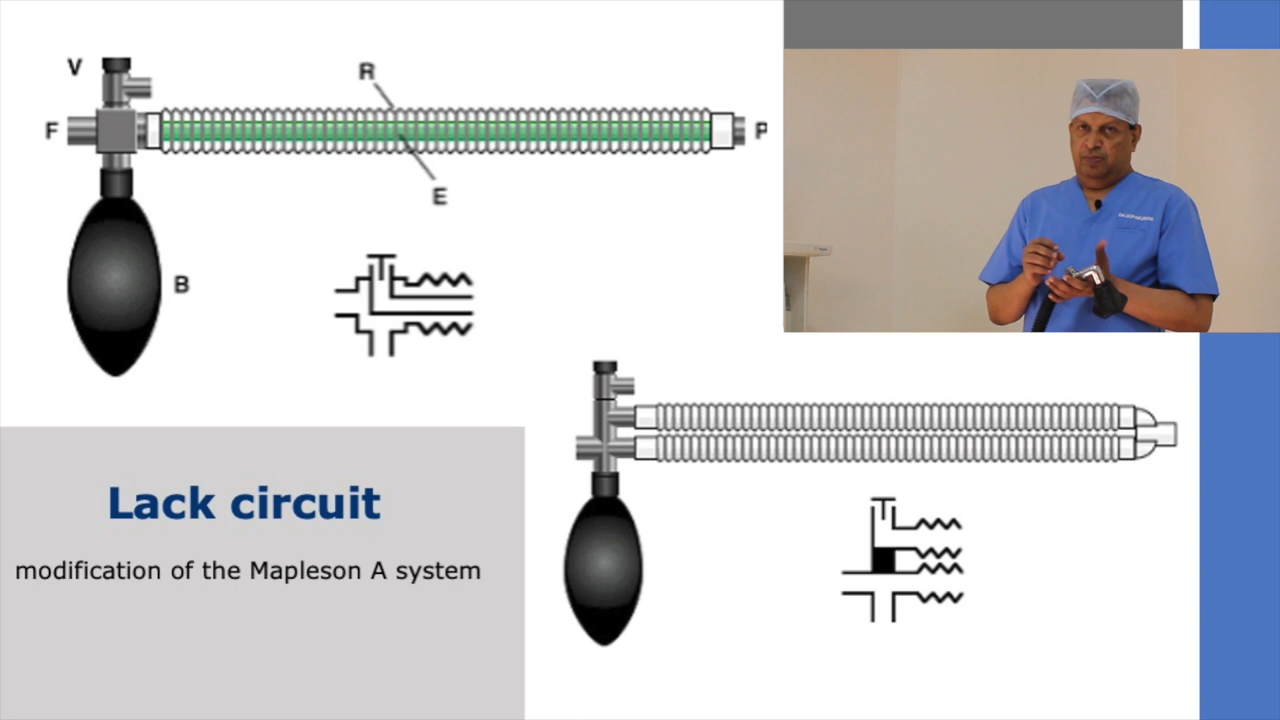 V
R
F
P
E
B
Lack circuit
modification of the Mapleson A system